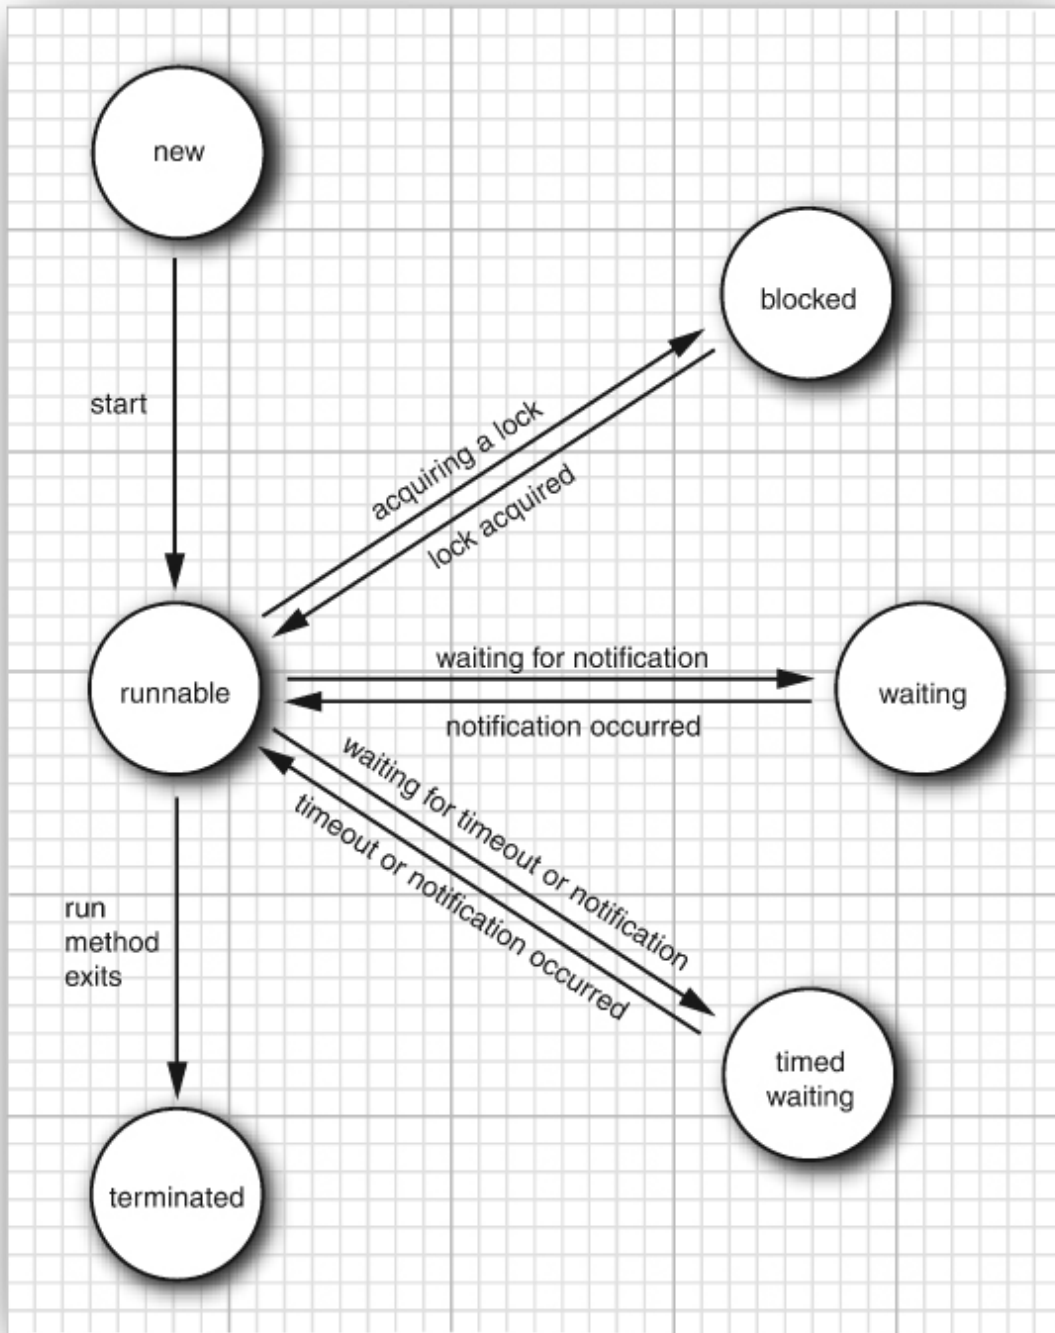 new
blocked
start
acquiring a lock
lock acquired
waiting for notification
runnable
waiting
notification occurred
waiting for timeout or notification
timeout or notification occurred
run
method
exits
timed
waiting
terminated